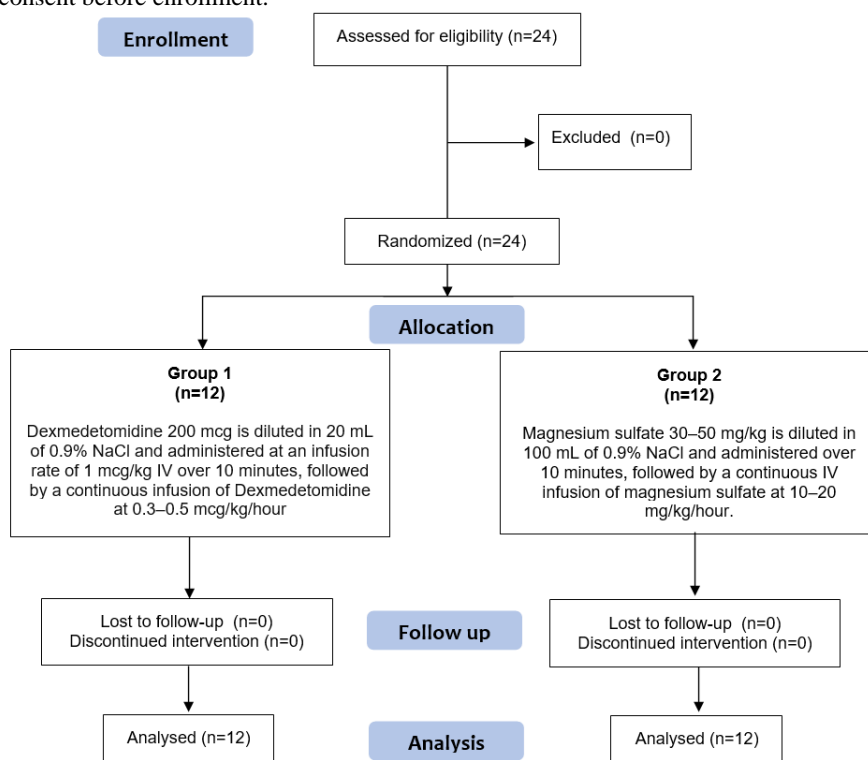 consent before enrollment.
Enrollment
Assessed for eligibility (n=24)
Excluded (n=0)
Randomized (n=24)
Allocation
Group 1
(n=12)
Dexmedetomidine 200 mcg is diluted in 20 mL
of 0.9% NaCl and administered at an infusion
rate of 1 mcg/kg IV over 10 minutes, followed
by a continuous infusion of Dexmedetomidine
at 0.3–0.5 mcg/kg/hour
Group 2
(n=12)
Magnesium sulfate 30–50 mg/kg is diluted in
100 mL of 0.9% NaCl and administered over
10 minutes, followed by a continuous IV
infusion of magnesium sulfate at 10–20
mg/kg/hour.
Lost to follow-up (n=0)
Discontinued intervention (n=0)
Follow up
Lost to follow-up (n=0)
Discontinued intervention (n=0)
Analysed (n=12)
Analysis
Analysed (n=12)